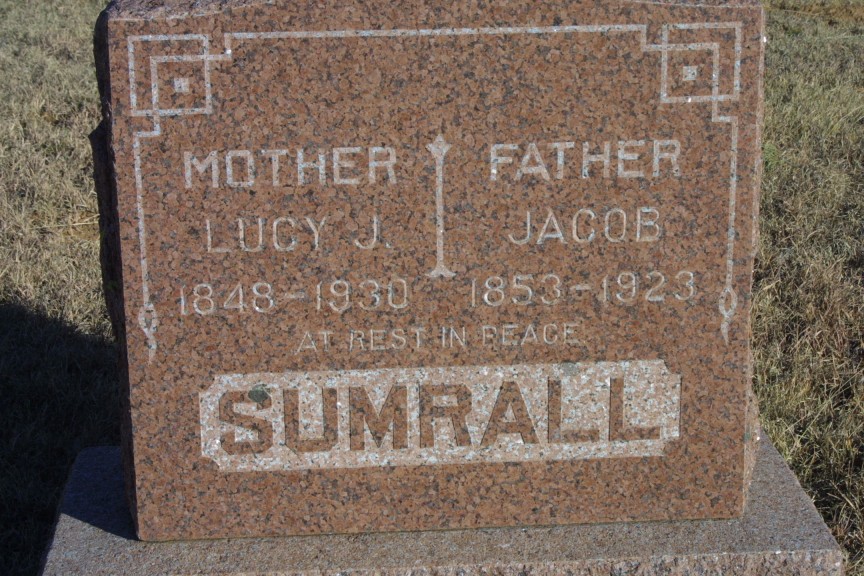 MOTHER FATHER
LUCY J. JACOB
1848-1930 1853-1923
AT REST IN PEACE
SUMRALL